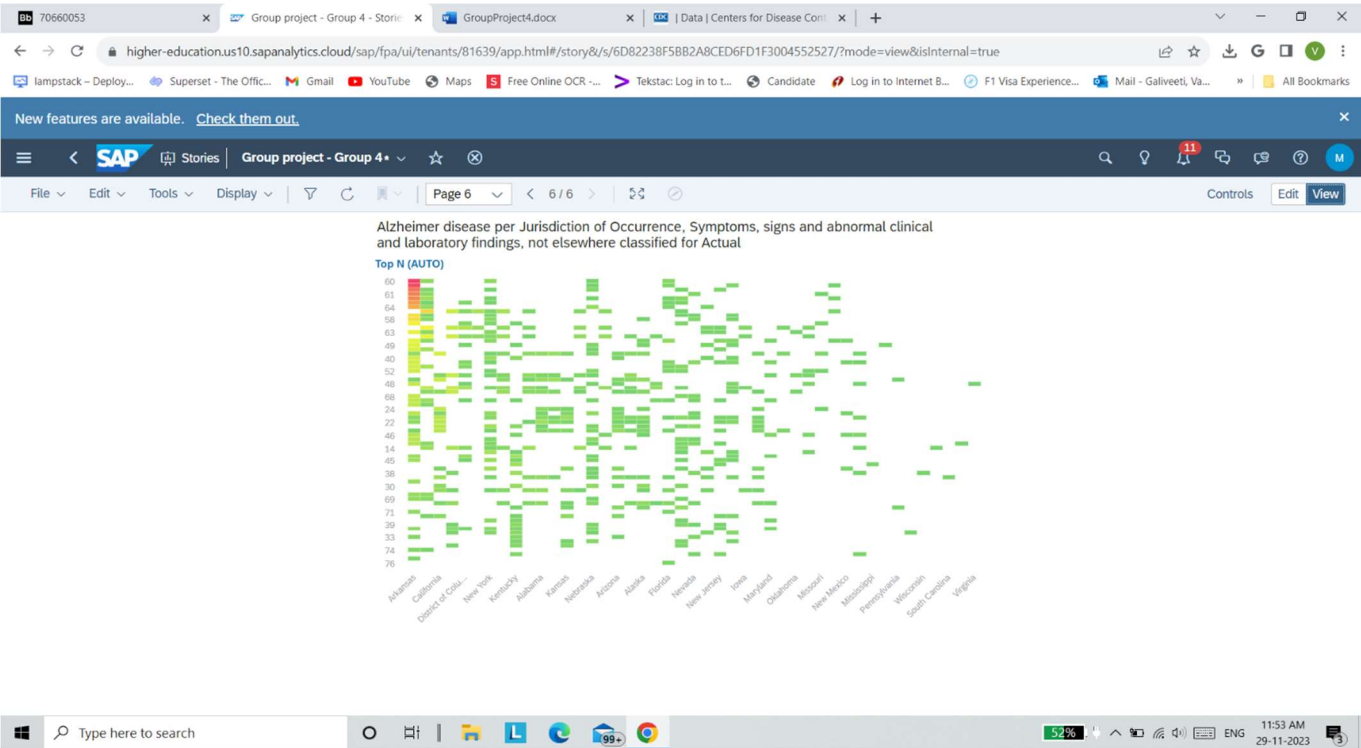 Bb 70660053
Group project - Group 4 - Storie
GroupProject4.docx
CDC | Data | Centers for Disease Cont
higher-education.us10.sapanalytics.cloud/sap/fpa/ui/tenants/81639/app.html#/story&/s/6D82238F5BB2A8CED6FD1F3004552527/?mode=view&isInternal=true
G
V
lampstack – Deploy...
Superset - The Offic...
Gmail
YouTube
Maps
S Free Online OCR -...
Tekstac: Log in to t...
Candidate
Log in to Internet B...
F1 Visa Experience...
Mail - Galiveeti, Va...
»
All Bookmarks
New features are available. Check them out.
SAP Stories Group project - Group 4*
11
M
File Edit Tools Display Page 6 6/6 Controls Edit View
Alzheimer disease per Jurisdiction of Occurrence, Symptoms, signs and abnormal clinical
and laboratory findings, not elsewhere classified for Actual
Top N (AUTO)
60
61
64
58
63
49
40
52
48
68
24
22
46
14
45
38
30
69
71
39
33
74
76
Arkansas
California
District of Colu...
New York
Kentucky
Alabama
Kansas
Nebraska
Arizona
Alaska
Florida
Nevada
New Jersey
Iowa
Maryland
Oklahoma
Missouri
New Mexico
Mississippi
Pennsylvania
Wisconsin
South Carolina
Virginia
Type here to search
L
99+
52%
ENG
11:53 AM
29-11-2023
3